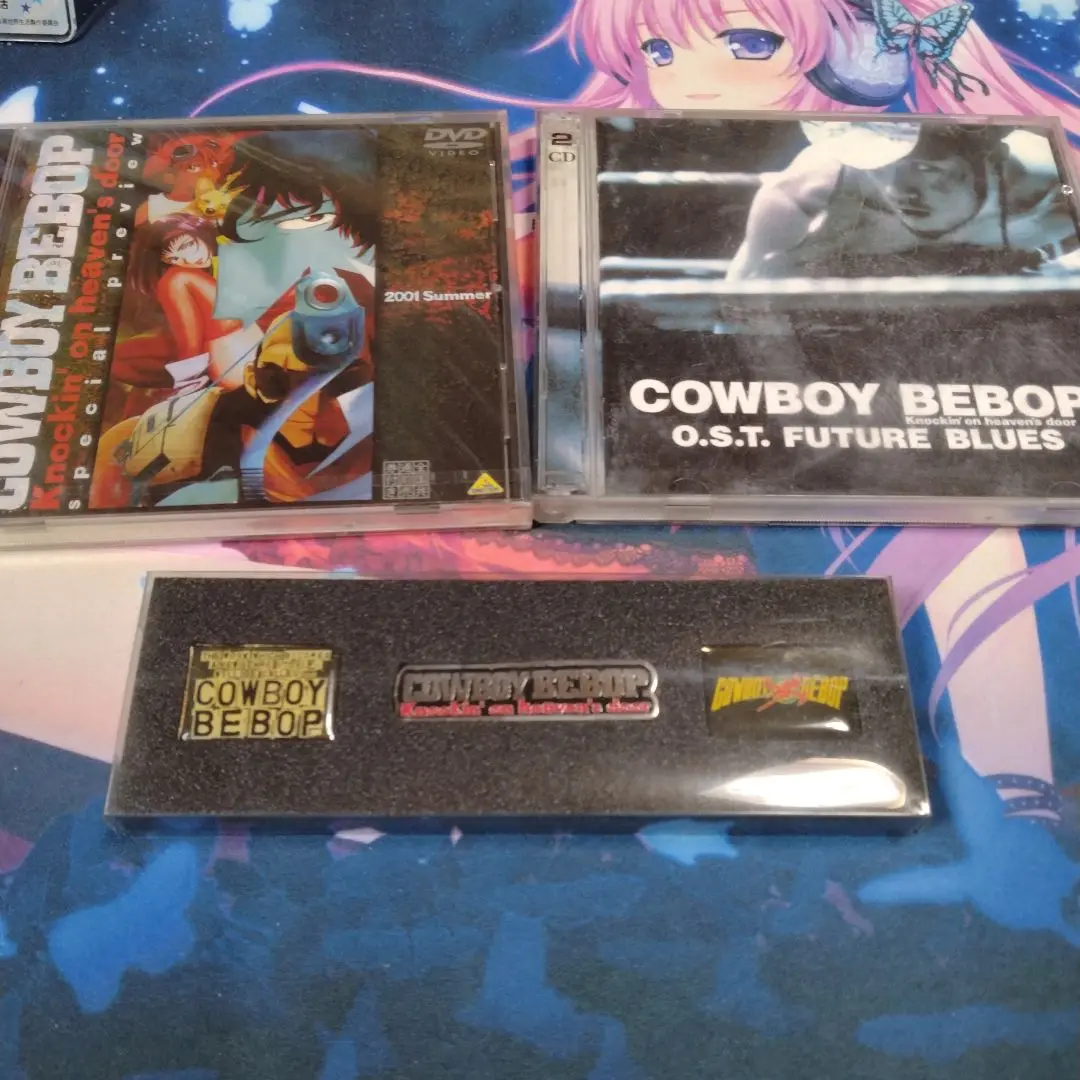 活
COWBOY BEBOP
Knockin' on heaven's door
special preview
DVD
VIDEO
2001 Summer
2
CD
COWBOY BEBOP
Knockin' on heaven's door
O.S.T. FUTURE BLUES
COWBOY
BEBOP
COWBOY BEBOP
Knockin' on heaven's door
COWBOY BEBOP